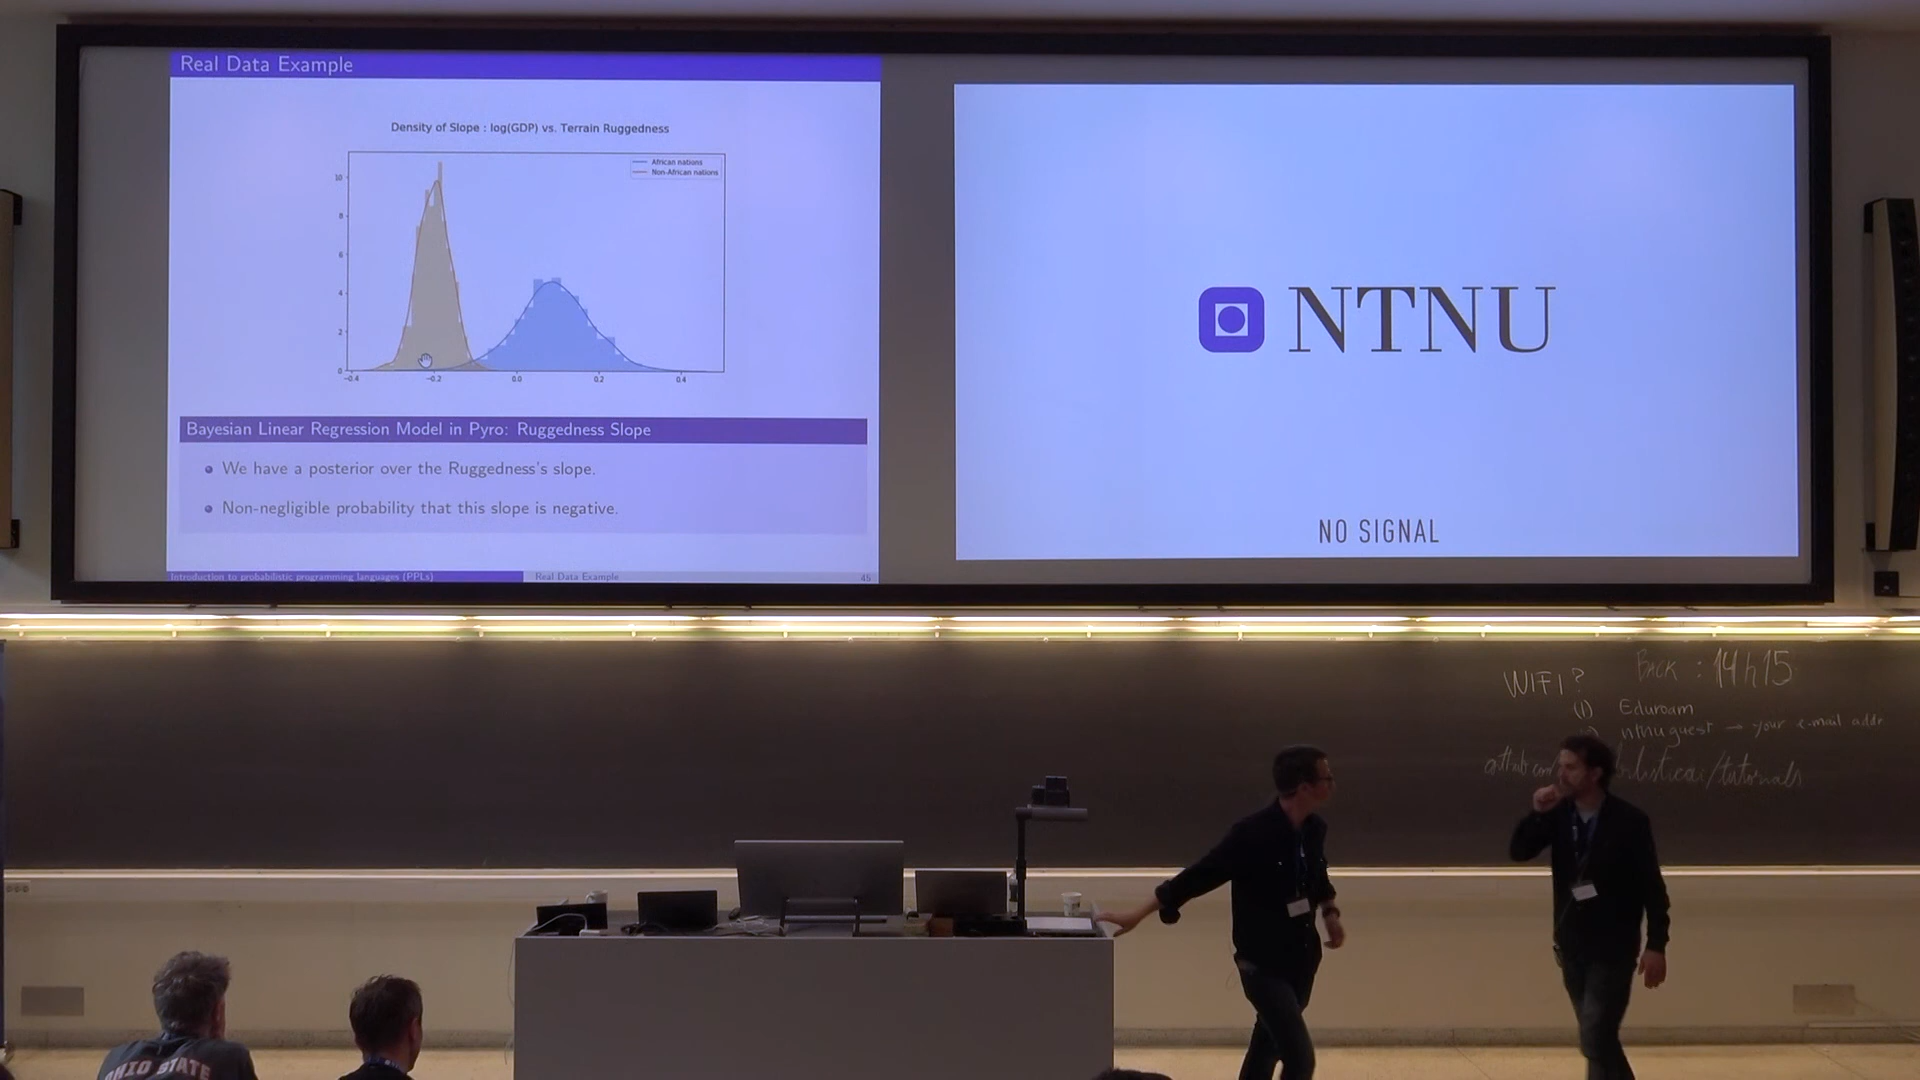 Real Data Example
Density of Slope : log(GDP) vs. Terrain Ruggedness
African nations
Non-African nations
10
8
6
4
2
0
−0.4 −0.2 0.0 0.2 0.4
Bayesian Linear Regression Model in Pyro: Ruggedness Slope
We have a posterior over the Ruggedness's slope.
Non-negligible probability that this slope is negative.
Introduction to probabilistic programming languages (PPLs) Real Data Example 45
NTNU
NO SIGNAL
BACK : 14h15
WIFI?
(1) Eduroam
ntnuguest → your e-mail addr
github.com /tutorials
OHIO STATE